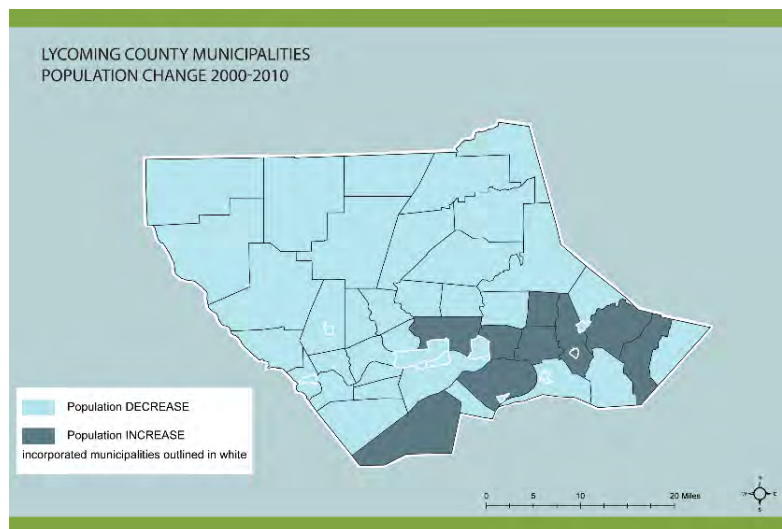 LYCOMING COUNTY MUNICIPALITIES
POPULATION CHANGE 2000-2010
Population DECREASE
Population INCREASE
incorporated municipalities outlined in white
0 5 10 20 Miles
N
W E
S